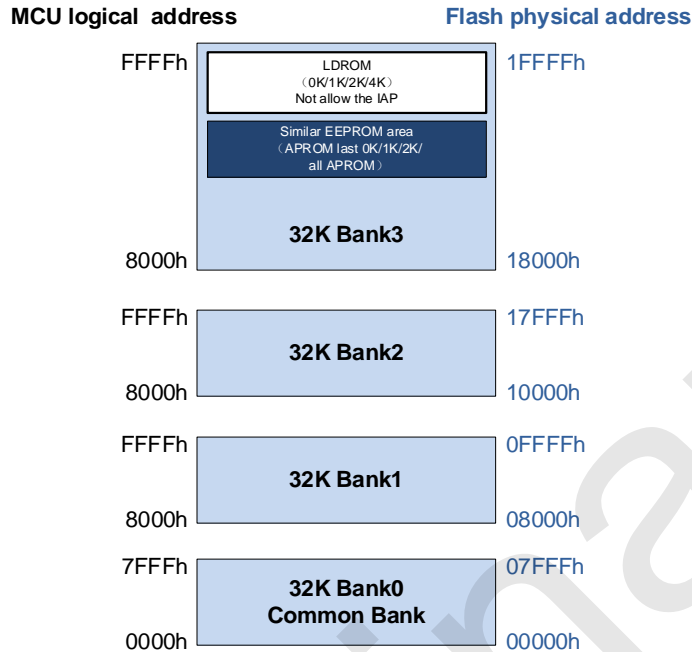 MCU logical address
Flash physical address
FFFFh
1FFFFh
LDROM
（0K/1K/2K/4K）
Not allow the IAP
Similar EEPROM area
（APROM last 0K/1K/2K/
all APROM）
32K Bank3
8000h
18000h
FFFFh
17FFFh
32K Bank2
8000h
10000h
FFFFh
0FFFFh
32K Bank1
8000h
08000h
7FFFh
07FFFh
32K Bank0
Common Bank
0000h
00000h